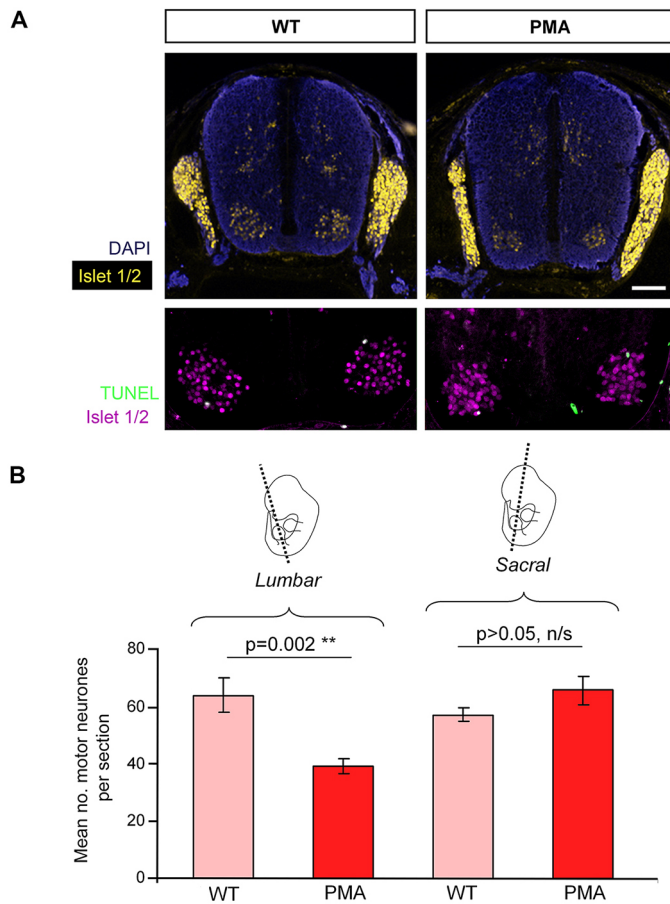 A
WT
PMA
DAPI
Islet 1/2
TUNEL
Islet 1/2
B
Lumbar
Sacral
p=0.002 **
p>0.05, n/s
Mean no. motor neurones
per section
80
60
40
20
0
WT
PMA
WT
PMA